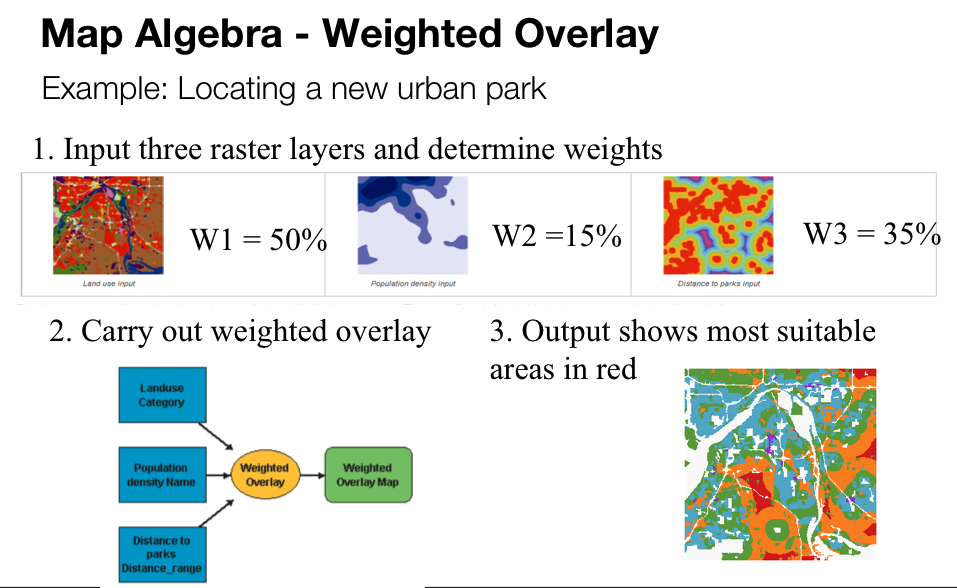 Map Algebra - Weighted Overlay
Example: Locating a new urban park
1. Input three raster layers and determine weights
W1 = 50%
Land use input
W2 =15%
Population density input
W3 = 35%
Distance to parks input
2. Carry out weighted overlay
Landuse
Category
Population
density Name
Distance to
parks
Distance_range
Weighted
Overlay
Weighted
Overlay Map
3. Output shows most suitable
areas in red